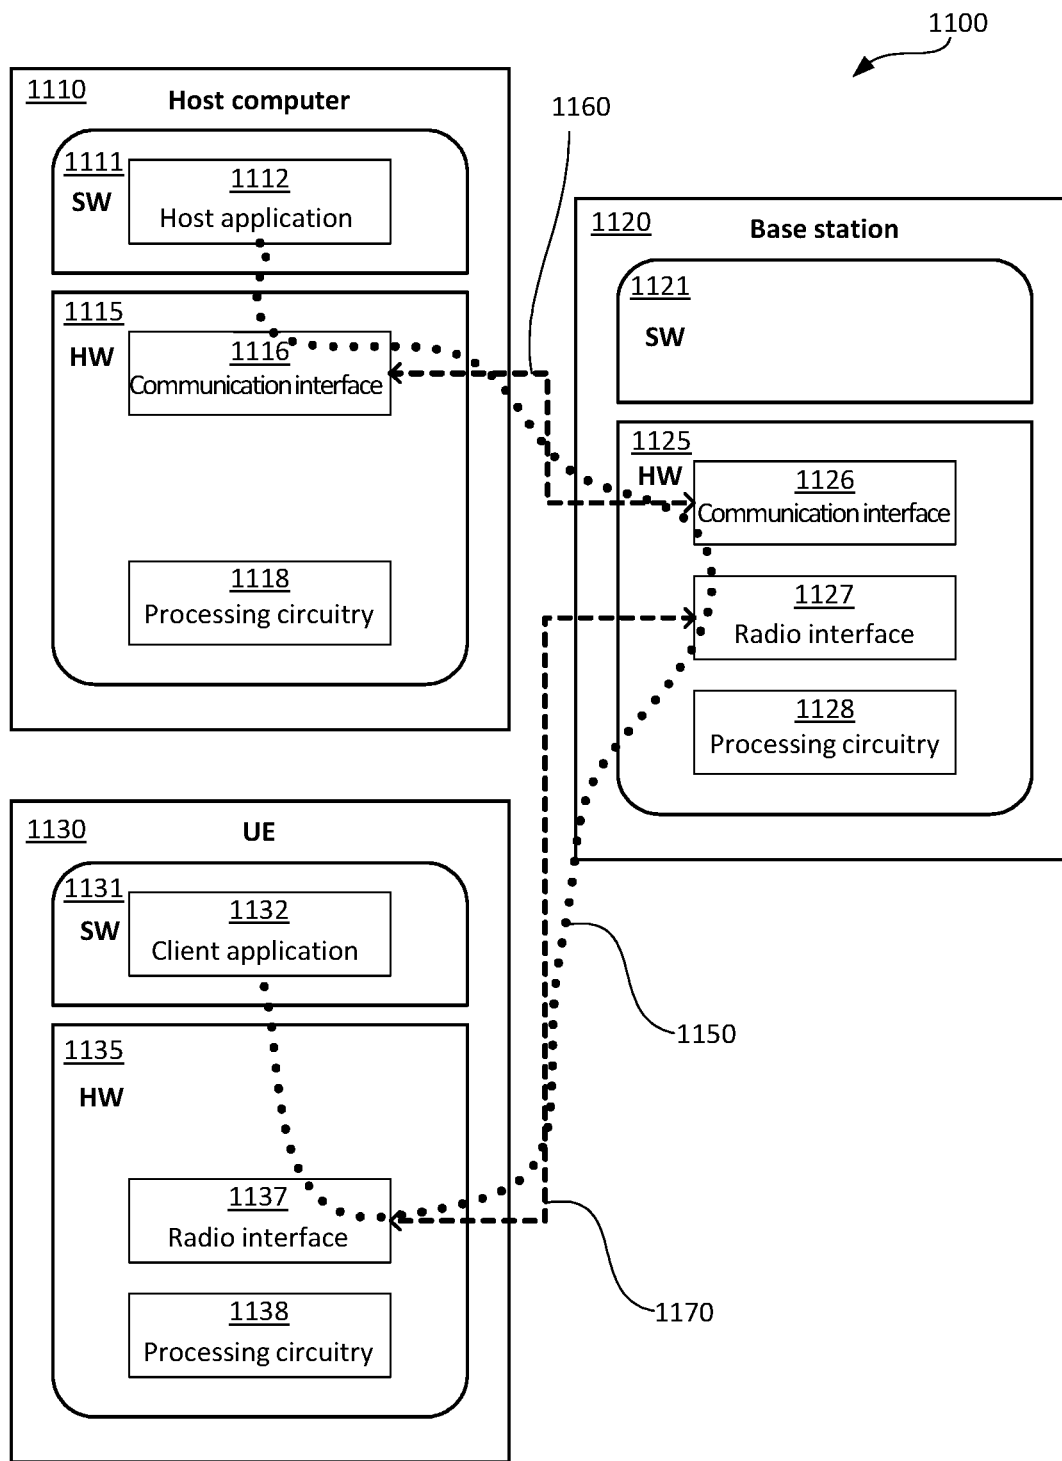 1100
1110
Host computer
1160
1111
SW
1112
Host application
1120
Base station
1121
SW
1115
HW
1116
Communication interface
1125
HW
1126
Communication interface
1118
Processing circuitry
1127
Radio interface
1128
Processing circuitry
1130
UE
1131
SW
1132
Client application
1150
1135
HW
1137
Radio interface
1170
1138
Processing circuitry